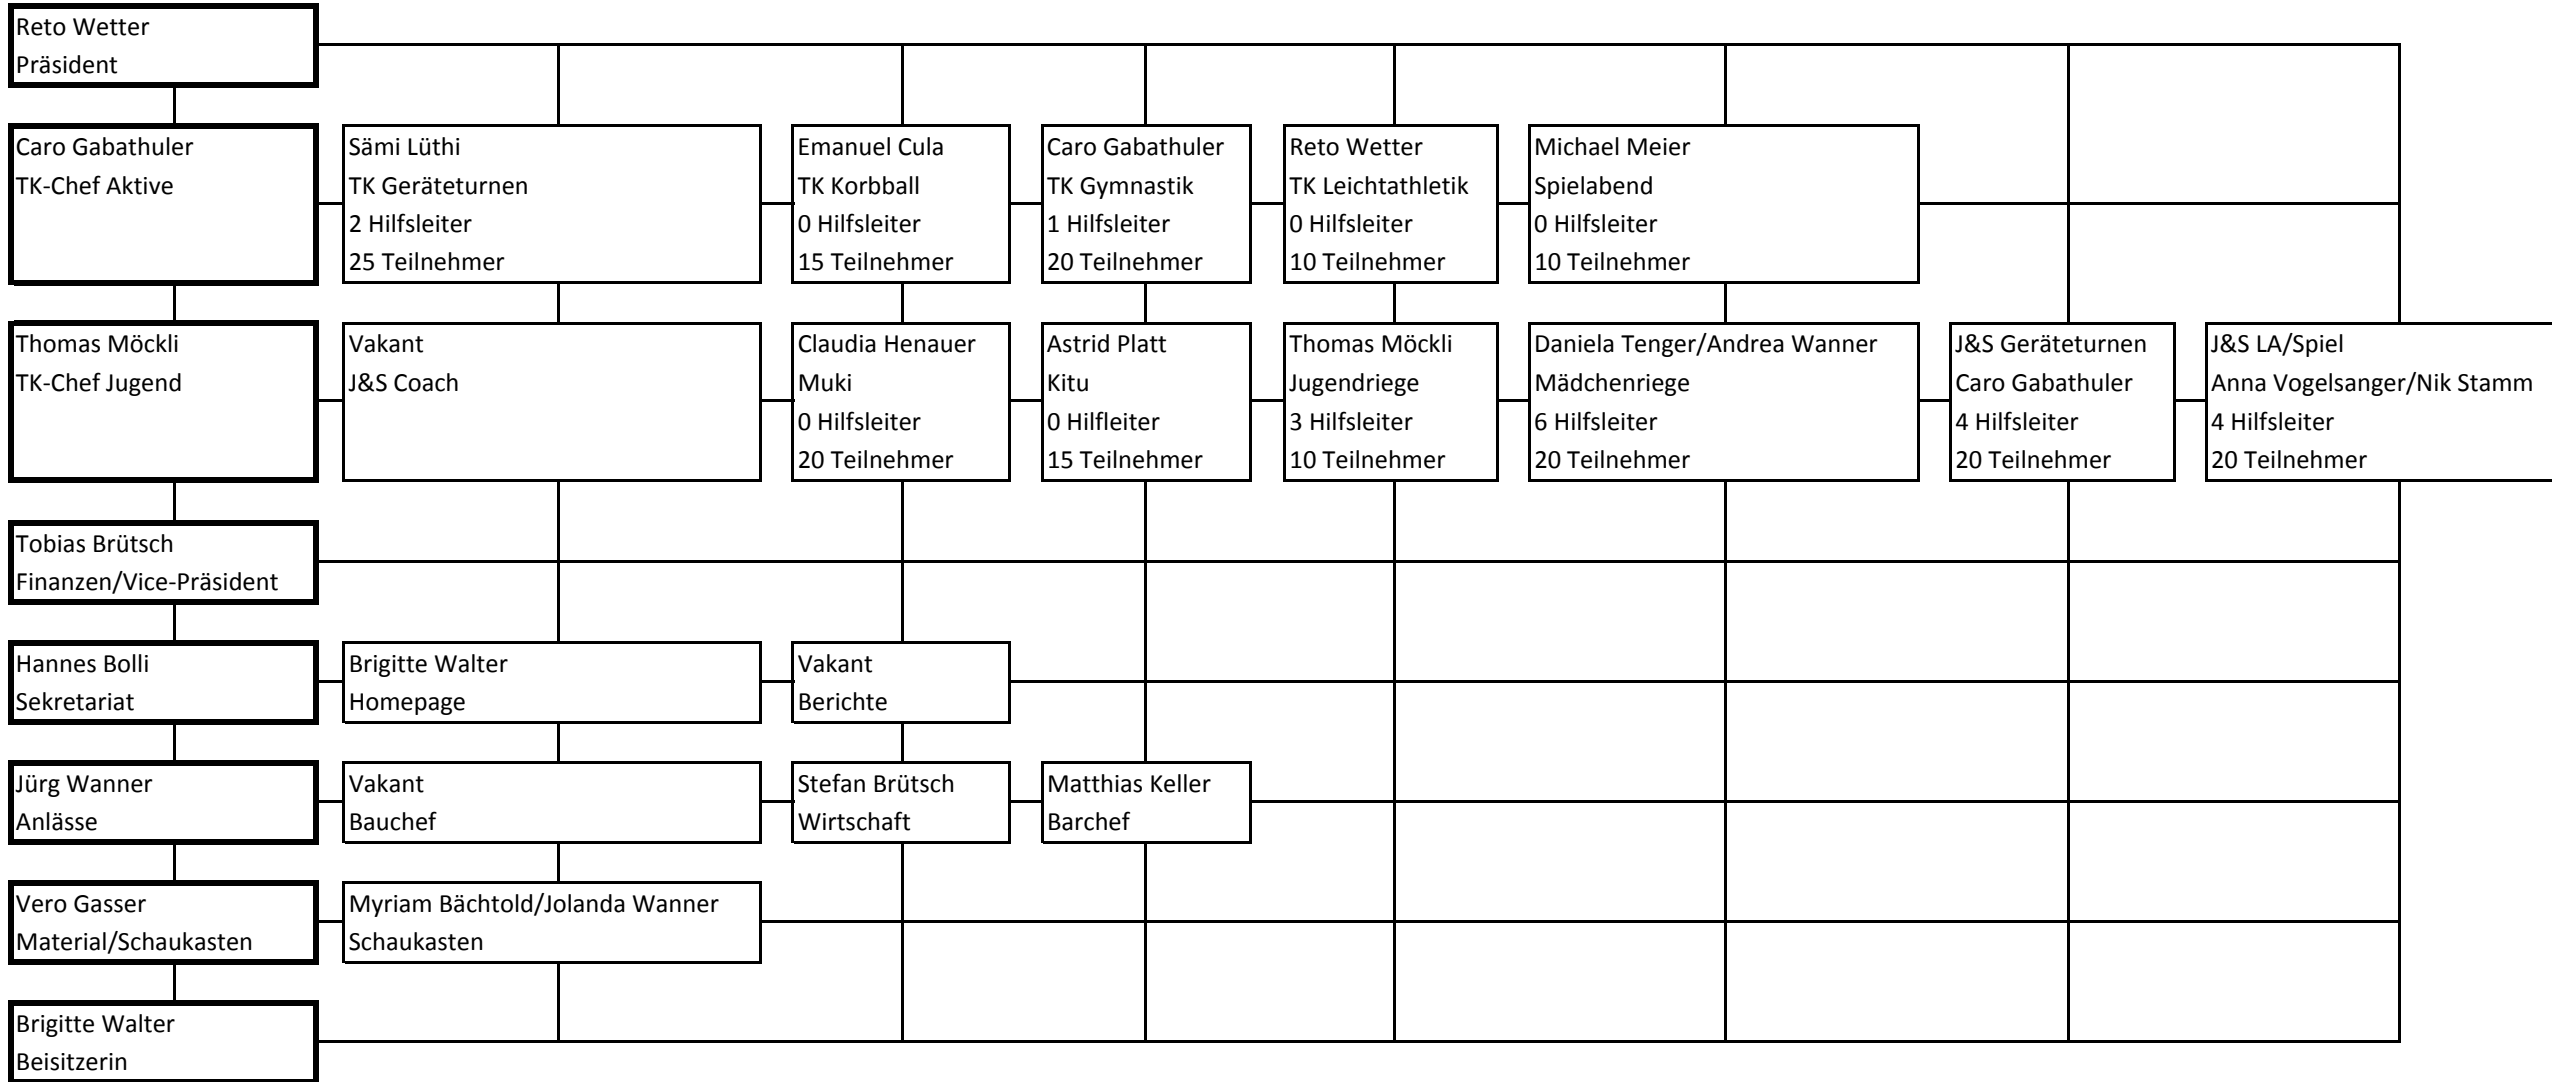 Reto Wetter
Präsident
Caro Gabathuler
TK-Chef Aktive
Sämi Lüthi
TK Geräteturnen
2 Hilfsleiter
25 Teilnehmer
Emanuel Cula
TK Korbball
0 Hilfsleiter
15 Teilnehmer
Caro Gabathuler
TK Gymnastik
1 Hilfsleiter
20 Teilnehmer
Reto Wetter
TK Leichtathletik
0 Hilfsleiter
10 Teilnehmer
Michael Meier
Spielabend
0 Hilfsleiter
10 Teilnehmer
Thomas Möckli
TK-Chef Jugend
Vakant
J&S Coach
Claudia Henauer
Muki
0 Hilfsleiter
20 Teilnehmer
Astrid Platt
Kitu
0 Hilfleiter
15 Teilnehmer
Thomas Möckli
Jugendriege
3 Hilfsleiter
10 Teilnehmer
Daniela Tenger/Andrea Wanner
Mädchenriege
6 Hilfsleiter
20 Teilnehmer
J&S Geräteturnen
Caro Gabathuler
4 Hilfsleiter
20 Teilnehmer
J&S LA/Spiel
Anna Vogelsanger/Nik Stamm
4 Hilfsleiter
20 Teilnehmer
Tobias Brütsch
Finanzen/Vice-Präsident
Hannes Bolli
Sekretariat
Brigitte Walter
Homepage
Vakant
Berichte
Jürg Wanner
Anlässe
Vakant
Bauchef
Stefan Brütsch
Wirtschaft
Matthias Keller
Barchef
Vero Gasser
Material/Schaukasten
Myriam Bächtold/Jolanda Wanner
Schaukasten
Brigitte Walter
Beisitzerin